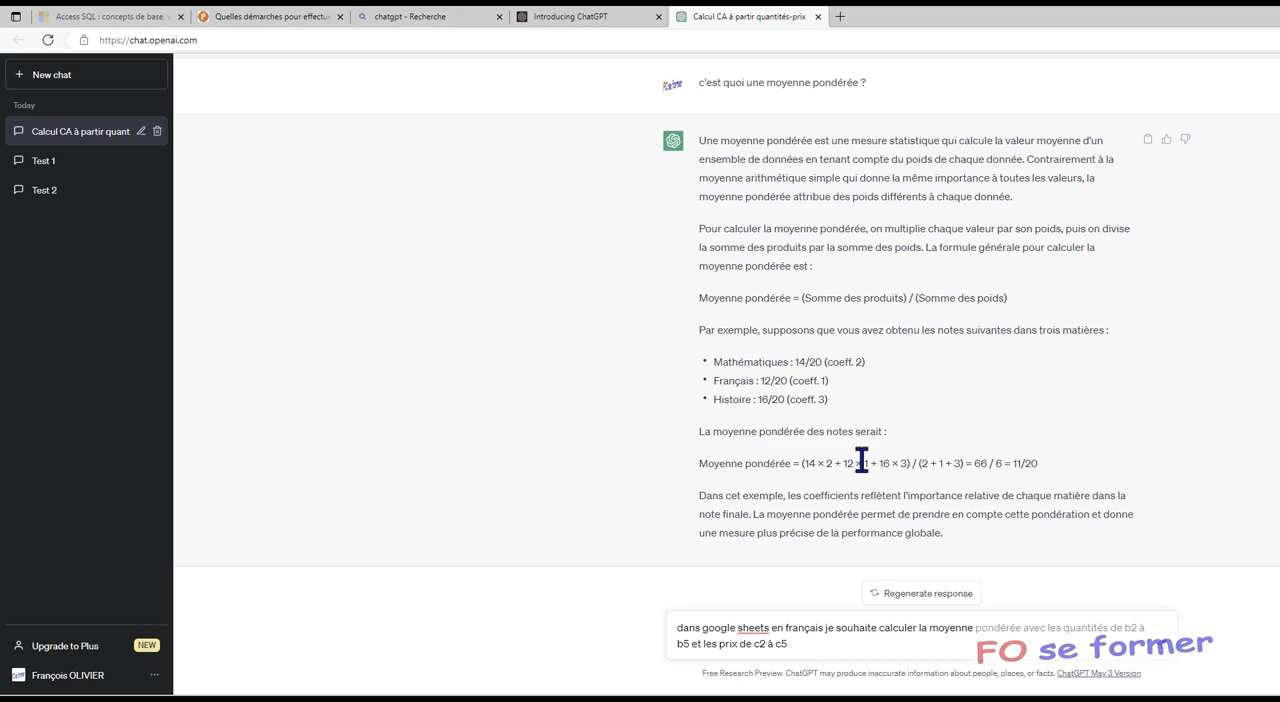 Access SQL : concepts de base, v
Quelles démarches pour effectue
chatgpt - Recherche
Introducing ChatGPT
Calcul CA à partir quantités-prix
https://chat.openai.com
New chat
Today
Calcul CA à partir quant
Test 1
Test 2
c'est quoi une moyenne pondérée ?
Une moyenne pondérée est une mesure statistique qui calcule la valeur moyenne d'un
ensemble de données en tenant compte du poids de chaque donnée. Contrairement à la
moyenne arithmétique simple qui donne la même importance à toutes les valeurs, la
moyenne pondérée attribue des poids différents à chaque donnée.
Pour calculer la moyenne pondérée, on multiplie chaque valeur par son poids, puis on divise
la somme des produits par la somme des poids. La formule générale pour calculer la
moyenne pondérée est :
Moyenne pondérée = (Somme des produits) / (Somme des poids)
Par exemple, supposons que vous avez obtenu les notes suivantes dans trois matières :
• Mathématiques : 14/20 (coeff. 2)
• Français : 12/20 (coeff. 1)
• Histoire : 16/20 (coeff. 3)
La moyenne pondérée des notes serait :
Moyenne pondérée = (14 × 2 + 12 × 1 + 16 × 3) / (2 + 1 + 3) = 66 / 6 = 11/20
Dans cet exemple, les coefficients reflètent l'importance relative de chaque matière dans la
note finale. La moyenne pondérée permet de prendre en compte cette pondération et donne
une mesure plus précise de la performance globale.
Regenerate response
dans google sheets en français je souhaite calculer la moyenne pondérée avec les quantités de b2 à
b5 et les prix de c2 à c5
FO se former
Free Research Preview. ChatGPT may produce inaccurate information about people, places, or facts. ChatGPT May 3 Version
Upgrade to Plus
NEW
François OLIVIER